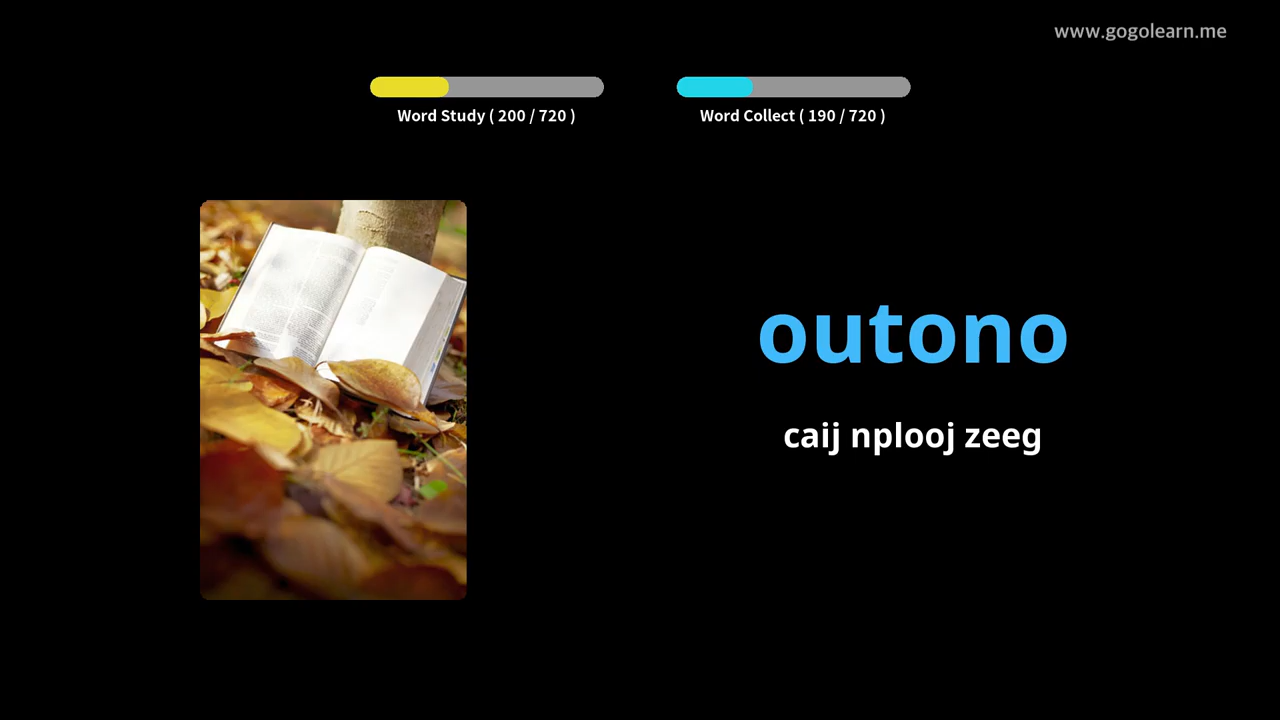 www.gogolearn.me
Word Study ( 200 / 720 )
Word Collect ( 190 / 720 )
outono
caij nplooj zeeg